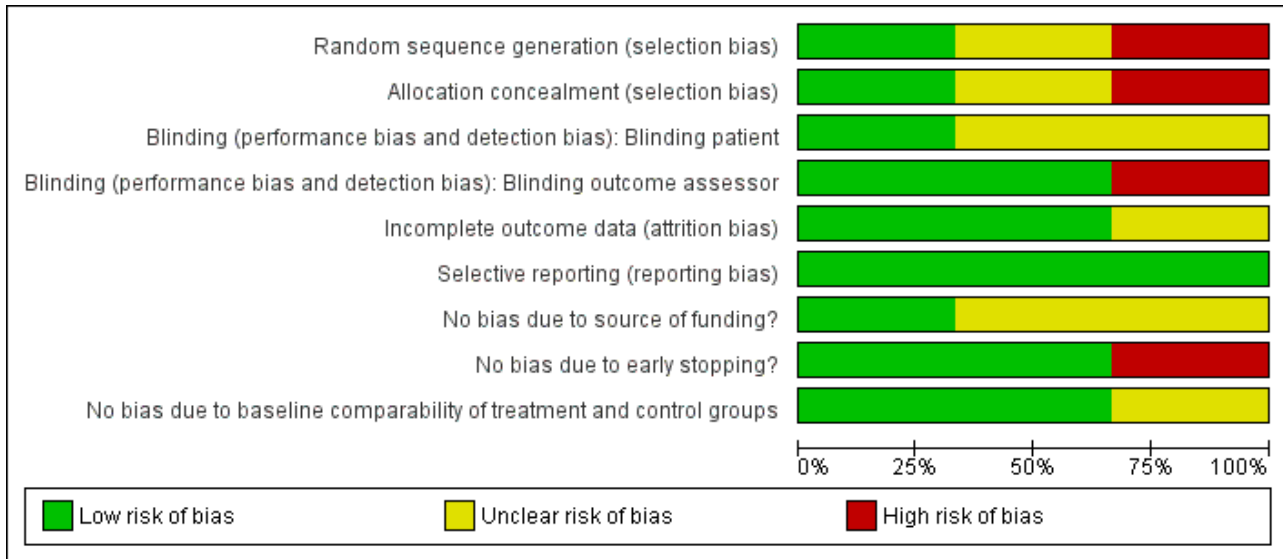 Random sequence generation (selection bias)
Allocation concealment (selection bias)
Blinding (performance bias and detection bias): Blinding patient
Blinding (performance bias and detection bias): Blinding outcome assessor
Incomplete outcome data (attrition bias)
Selective reporting (reporting bias)
No bias due to source of funding?
No bias due to early stopping?
No bias due to baseline comparability of treatment and control groups
0% 25% 50% 75% 100%
Low risk of bias Unclear risk of bias High risk of bias